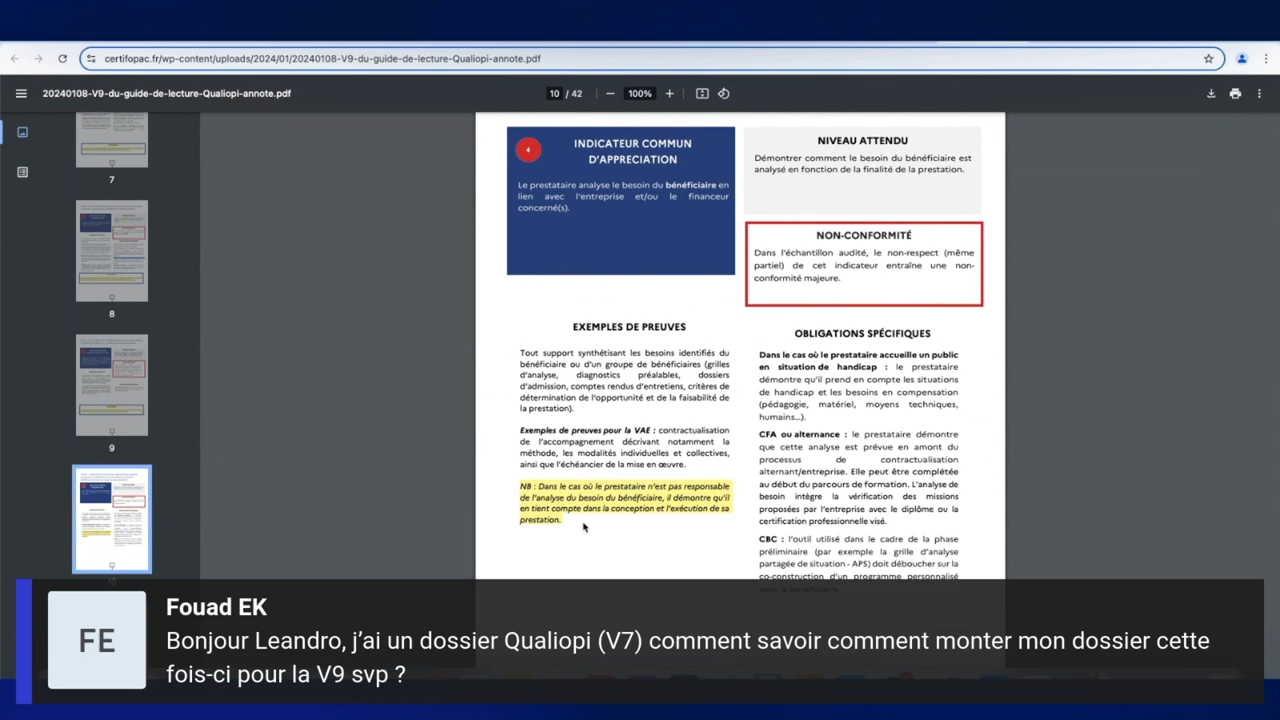 certifopac.fr/wp-content/uploads/2024/01/20240108-V9-du-guide-de-lecture-Qualiopi-annote.pdf
20240108-V9-du-guide-de-lecture-Qualiopi-annote.pdf
10 / 42
100%
7
8
9
4
INDICATEUR COMMUN
D’APPRECIATION
Le prestataire analyse le besoin du bénéficiaire en
lien avec l’entreprise et/ou le financeur
concerné(s).
NIVEAU ATTENDU
Démontrer comment le besoin du bénéficiaire est
analysé en fonction de la finalité de la prestation.
NON-CONFORMITÉ
Dans l’échantillon audité, le non-respect (même
partiel) de cet indicateur entraîne une non-
conformité majeure.
EXEMPLES DE PREUVES
Tout support synthétisant les besoins identifiés du
bénéficiaire ou d’un groupe de bénéficiaires (grilles
d’analyse, diagnostics préalables, dossiers
d’admission, comptes rendus d’entretiens, critères de
détermination de l’opportunité et de la faisabilité de
la prestation).
Exemples de preuves pour la VAE : contractualisation
de l’accompagnement décrivant notamment la
méthode, les modalités individuelles et collectives,
ainsi que l’échéancier de la mise en œuvre.
NB : Dans le cas où le prestataire n’est pas responsable
de l’analyse du besoin du bénéficiaire, il démontre qu’il
en tient compte dans la conception et l’exécution de sa
prestation.
OBLIGATIONS SPÉCIFIQUES
Dans le cas où le prestataire accueille un public
en situation de handicap : le prestataire
démontre qu’il prend en compte les situations
de handicap et les besoins en compensation
(pédagogie, matériel, moyens techniques,
humains…).
CFA ou alternance : le prestataire démontre
que cette analyse est prévue en amont du
processus de contractualisation
alternant/entreprise. Elle peut être complétée
au début du parcours de formation. L’analyse de
besoin intègre la vérification des missions
proposées par l’entreprise avec le diplôme ou la
certification professionnelle visé.
CBC : l’outil utilisé dans le cadre de la phase
préliminaire (par exemple la grille d’analyse
partagée de situation - APS) doit déboucher sur la
co-construction d’un programme personnalisé
avec le bénéficiaire.
FE
Fouad EK
Bonjour Leandro, j’ai un dossier Qualiopi (V7) comment savoir comment monter mon dossier cette
fois-ci pour la V9 svp ?